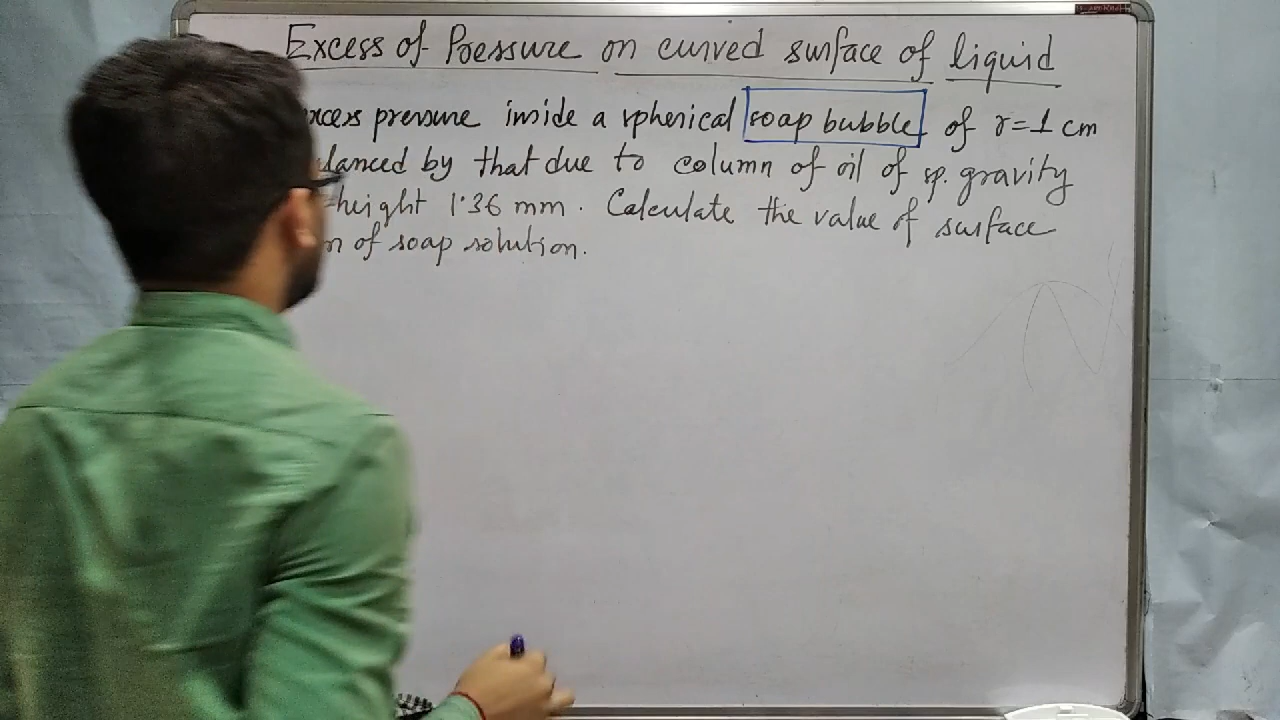 Excess of Pressure on curved surface of liquid
xcess pressure inside a spherical soap bubble of r=1 cm
lanced by that due to column of oil of sp. gravity
height 1.36 mm. Calculate the value of surface
n of soap solution.